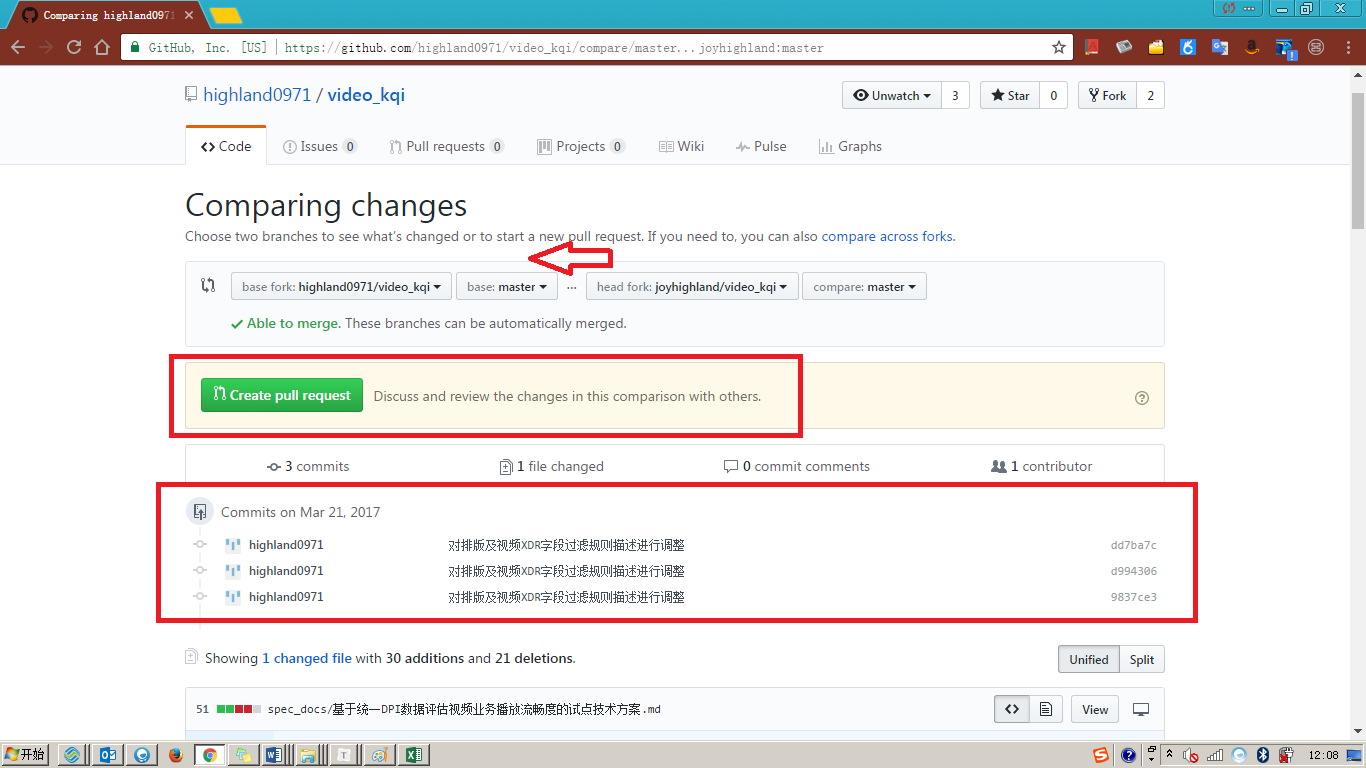 Comparing highland0971
GitHub, Inc. [US] | https://github.com/highland0971/video_kqi/compare/master...joyhighland:master
highland0971 / video_kqi
Unwatch 3 Star 0 Fork 2
Code Issues 0 Pull requests 0 Projects 0 Wiki Pulse Graphs
Comparing changes
Choose two branches to see what's changed or to start a new pull request. If you need to, you can also compare across forks.
base fork: highland0971/video_kqi base: master ... head fork: joyhighland/video_kqi compare: master
Able to merge. These branches can be automatically merged.
Create pull request Discuss and review the changes in this comparison with others.
3 commits 1 file changed 0 commit comments 1 contributor
Commits on Mar 21, 2017
highland0971 对排版及视频XDR字段过滤规则描述进行调整 dd7ba7c
highland0971 对排版及视频XDR字段过滤规则描述进行调整 d994306
highland0971 对排版及视频XDR字段过滤规则描述进行调整 9837ce3
Showing 1 changed file with 30 additions and 21 deletions. Unified Split
51 spec_docs/基于统一DPI数据评估视频业务播放流畅度的试点技术方案.md View
开始 12:08